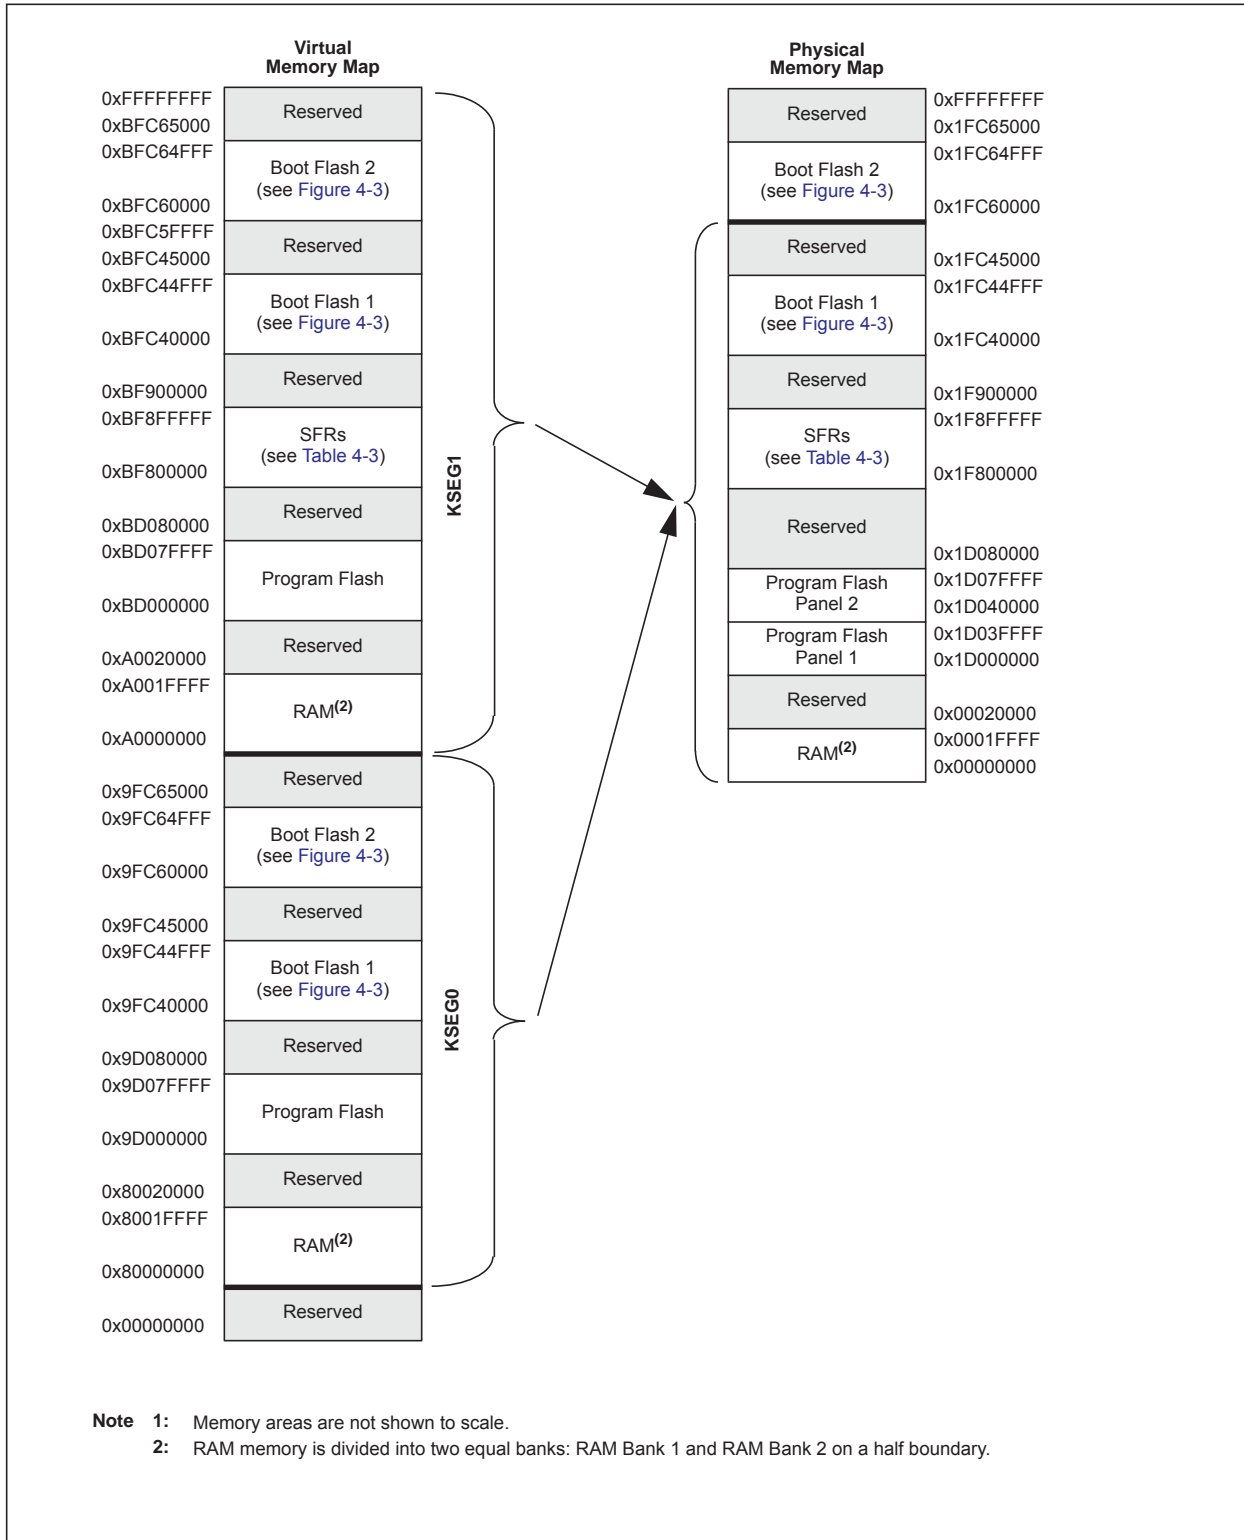 Virtual
Memory Map
0xFFFFFFFF
Reserved
0xBFC65000
0xBFC64FFF
Boot Flash 2
(see Figure 4-3)
0xBFC60000
0xBFC5FFFF
Reserved
0xBFC45000
0xBFC44FFF
Boot Flash 1
(see Figure 4-3)
0xBFC40000
Reserved
0xBF900000
0xBF8FFFFF
SFRs
(see Table 4-3)
0xBF800000
Reserved
0xBD080000
0xBD07FFFF
Program Flash
0xBD000000
Reserved
0xA0020000
0xA001FFFF
RAM(2)
0xA0000000
KSEG1
Reserved
0x9FC65000
0x9FC64FFF
Boot Flash 2
(see Figure 4-3)
0x9FC60000
Reserved
0x9FC45000
0x9FC44FFF
Boot Flash 1
(see Figure 4-3)
0x9FC40000
Reserved
0x9D080000
0x9D07FFFF
Program Flash
0x9D000000
Reserved
0x80020000
0x8001FFFF
RAM(2)
0x80000000
KSEG0
Reserved
0x00000000
Physical
Memory Map
0xFFFFFFFF
Reserved
0x1FC65000
0x1FC64FFF
Boot Flash 2
(see Figure 4-3)
0x1FC60000
Reserved
0x1FC45000
0x1FC44FFF
Boot Flash 1
(see Figure 4-3)
0x1FC40000
Reserved
0x1F900000
0x1F8FFFFF
SFRs
(see Table 4-3)
0x1F800000
Reserved
0x1D080000
0x1D07FFFF
Program Flash
Panel 2
0x1D040000
0x1D03FFFF
Program Flash
Panel 1
0x1D000000
Reserved
0x00020000
0x0001FFFF
RAM(2)
0x00000000
Note 1: Memory areas are not shown to scale.
2: RAM memory is divided into two equal banks: RAM Bank 1 and RAM Bank 2 on a half boundary.